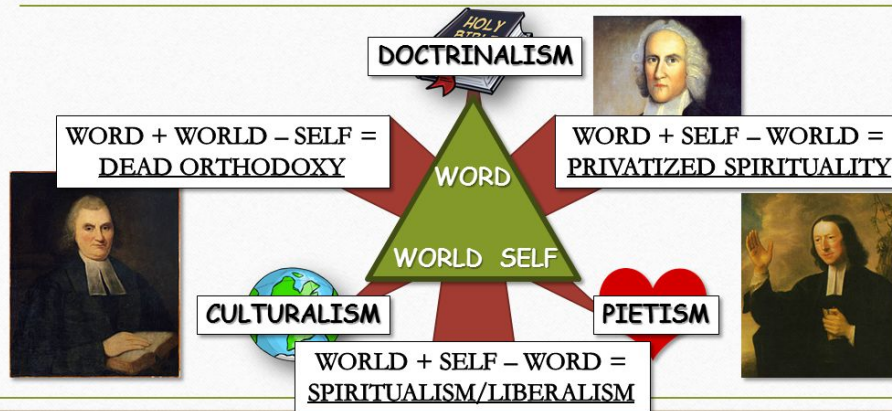 HOLY
BIBLE
DOCTRINALISM
WORD + WORLD – SELF =
DEAD ORTHODOXY
WORD + SELF – WORLD =
PRIVATIZED SPIRITUALITY
WORD
WORLD SELF
CULTURALISM
PIETISM
WORLD + SELF – WORD =
SPIRITUALISM/LIBERALISM